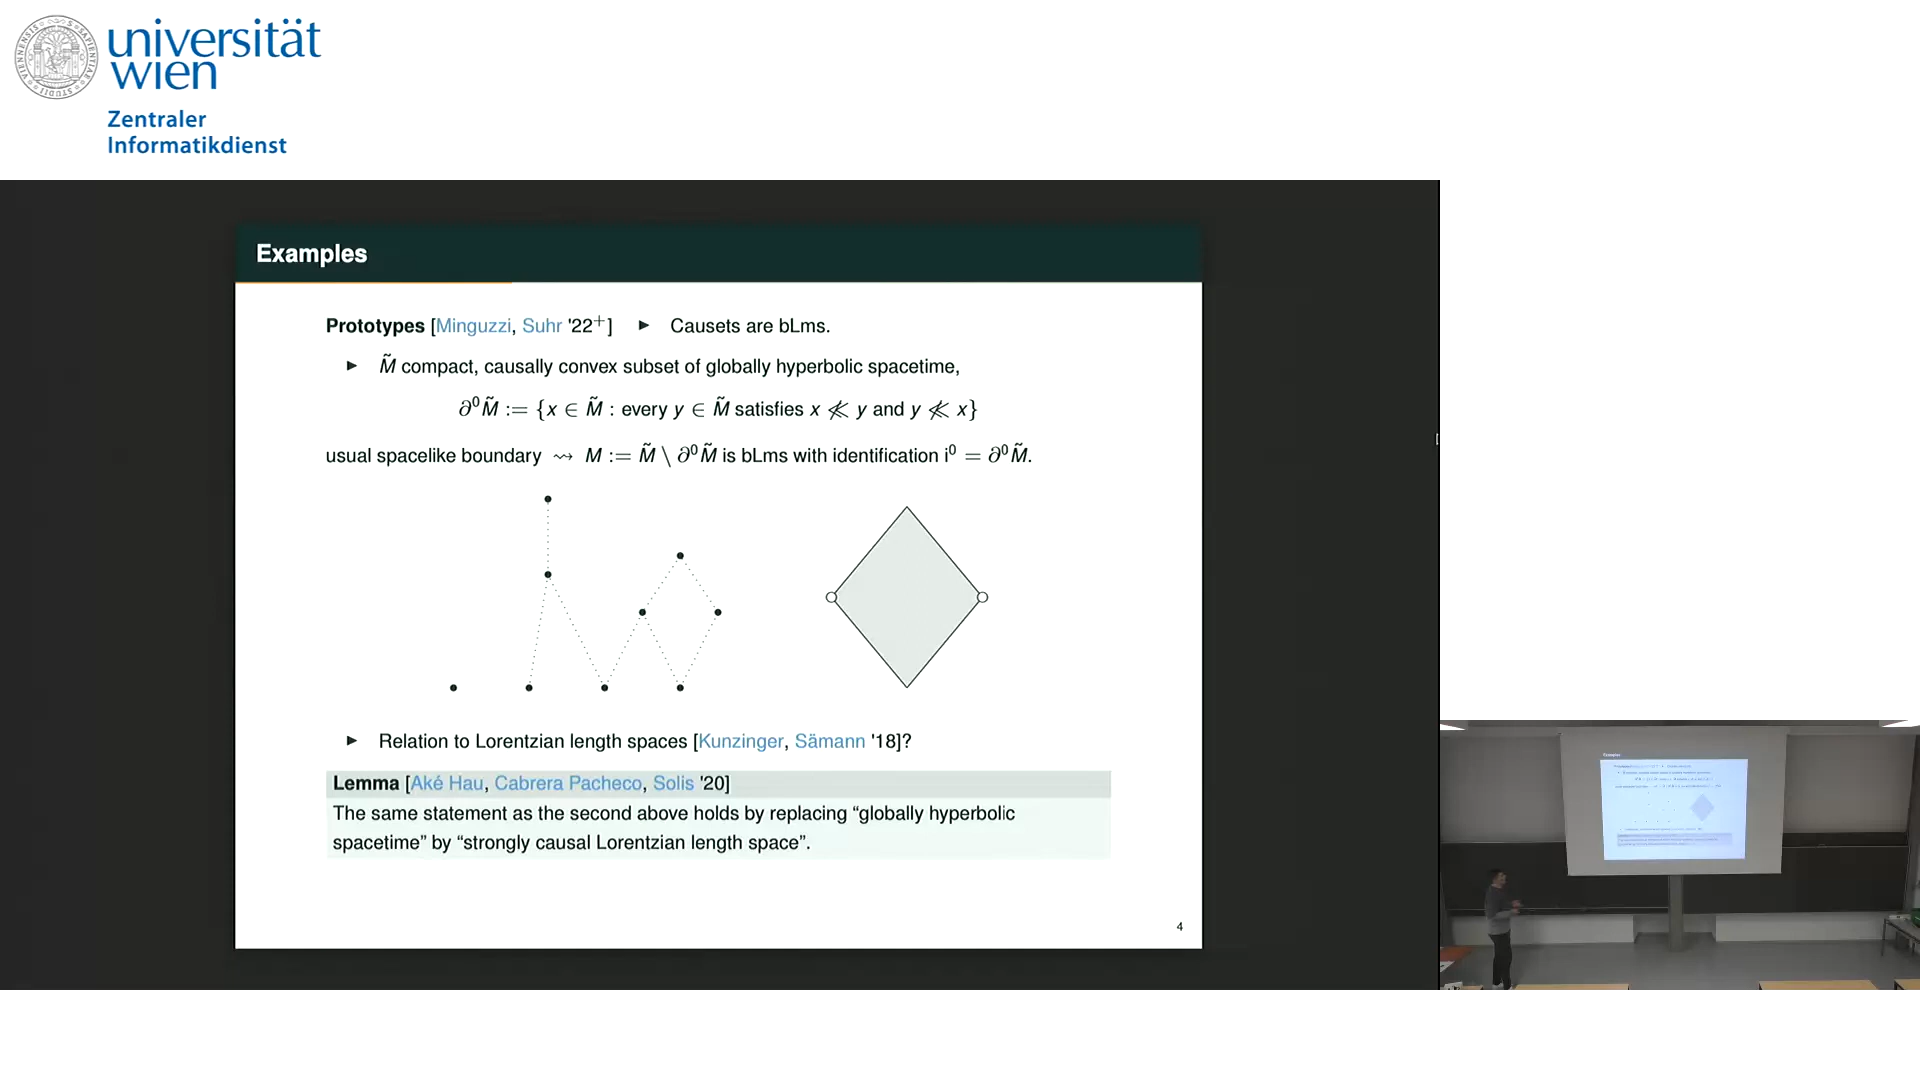 universität
wien
Zentraler
Informatikdienst
Examples
Prototypes [Minguzzi, Suhr '22⁺] ▶ Causets are bLms.
▶ M̃ compact, causally convex subset of globally hyperbolic spacetime,
∂⁰M̃ := {x ∈ M̃ : every y ∈ M̃ satisfies x ≪̸ y and y ≪̸ x}
usual spacelike boundary ⇝ M := M̃ \ ∂⁰M̃ is bLms with identification i⁰ = ∂⁰M̃.
▶ Relation to Lorentzian length spaces [Kunzinger, Sämann '18]?
Lemma [Aké Hau, Cabrera Pacheco, Solis '20]
The same statement as the second above holds by replacing “globally hyperbolic
spacetime” by “strongly causal Lorentzian length space”.
4